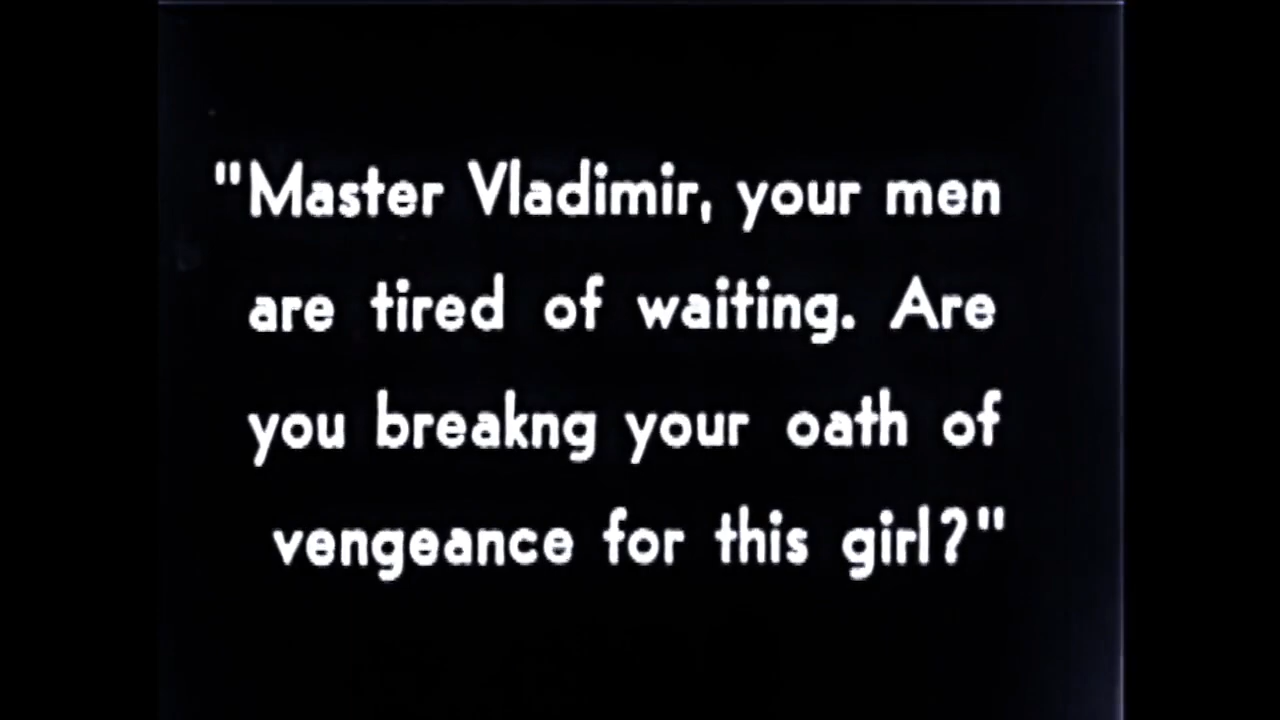 "Master Vladimir, your men
are tired of waiting. Are
you breakng your oath of
vengeance for this girl?"